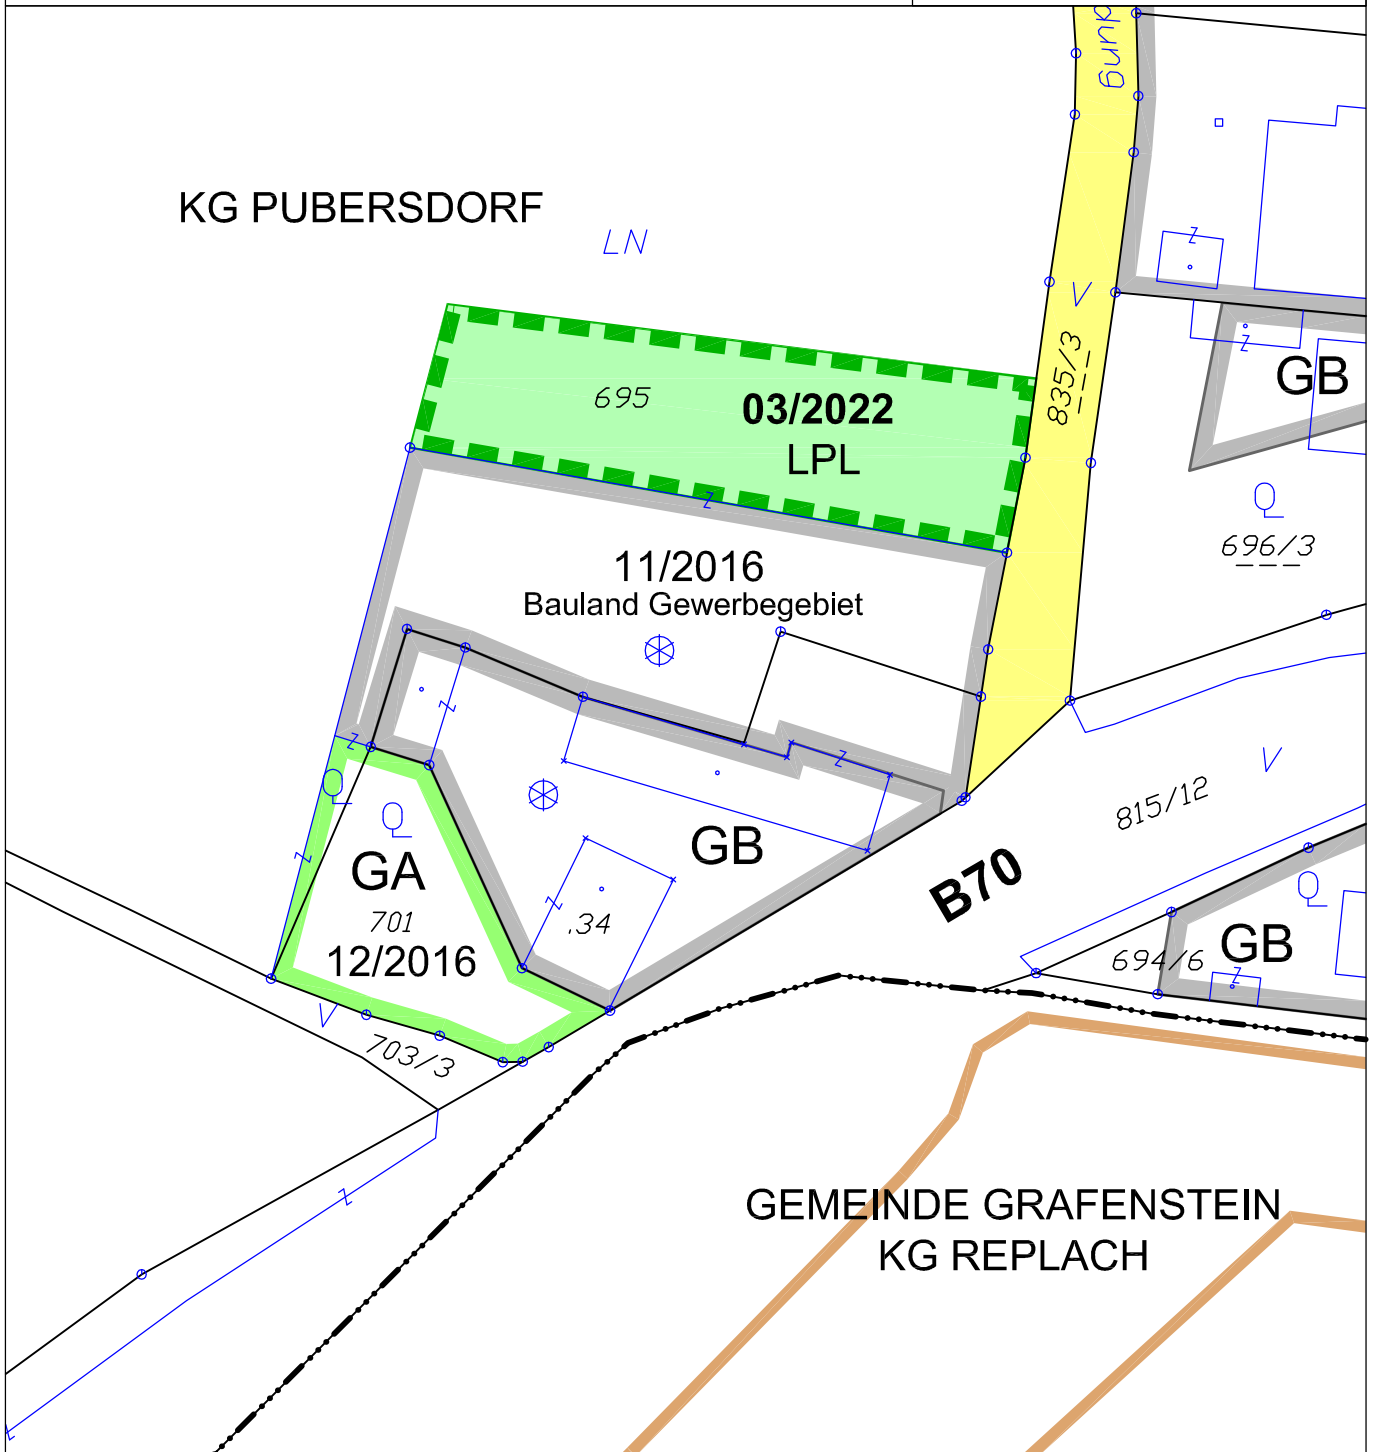 KG PUBERSDORF
LN
V
835/3
695
03/2022
LPL
GB
696/3
11/2016
Bauland Gewerbegebiet
815/12
V
GB
B70
GA
701
12/2016
.34
GB
694/6
V
703/3
GEMEINDE GRAFENSTEIN
KG REPLACH